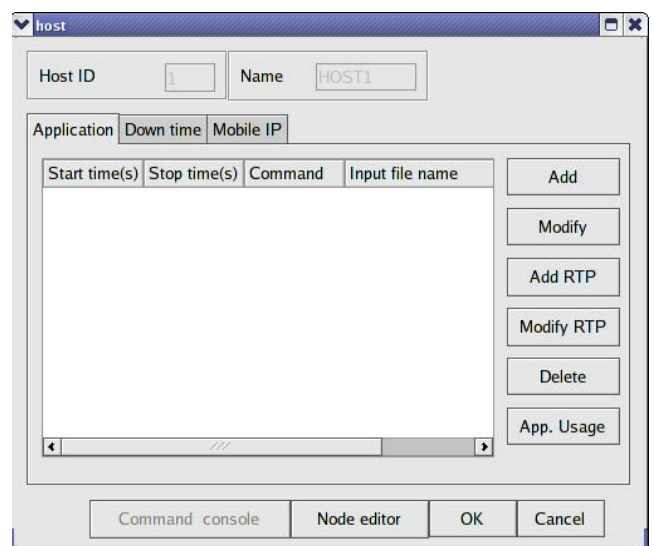 host
Host ID 1 Name HOST1
Application Down time Mobile IP
Start time(s) Stop time(s) Command Input file name
Add
Modify
Add RTP
Modify RTP
Delete
App. Usage
Command console Node editor OK Cancel